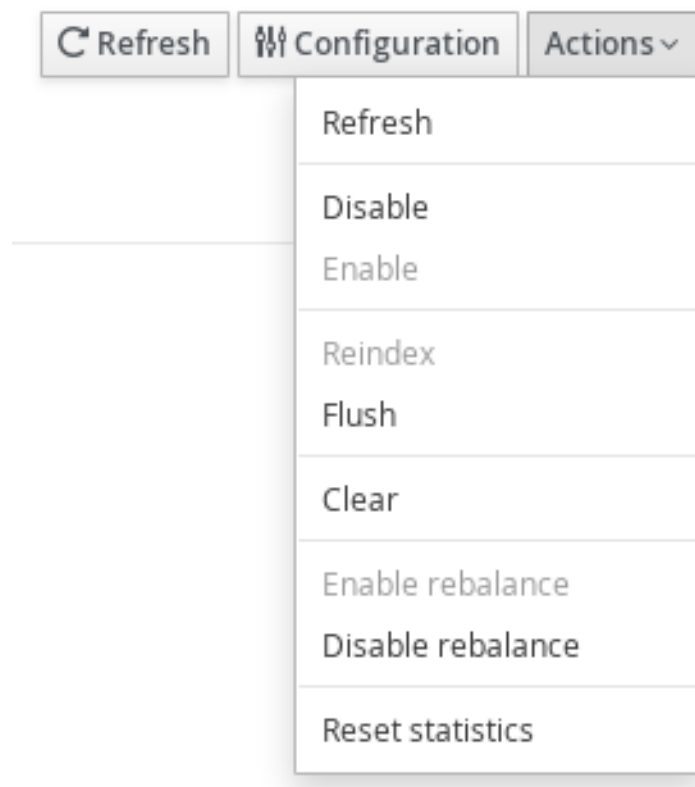 Refresh Configuration Actions
Refresh
Disable
Enable
Reindex
Flush
Clear
Enable rebalance
Disable rebalance
Reset statistics